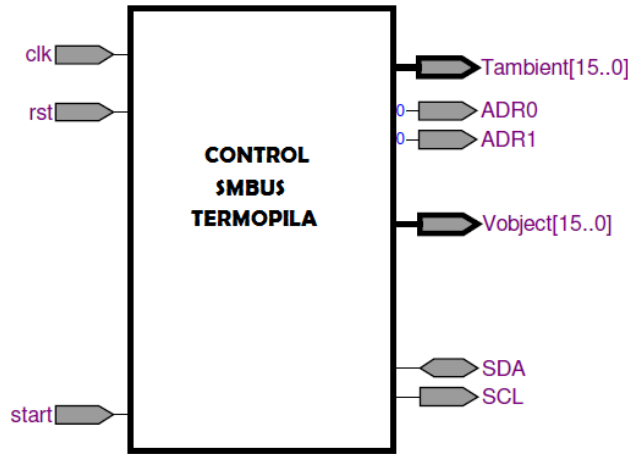 clk
rst
start
CONTROL
SMBUS
TERMOPILA
Tambient[15..0]
0 ADR0
0 ADR1
Vobject[15..0]
SDA
SCL